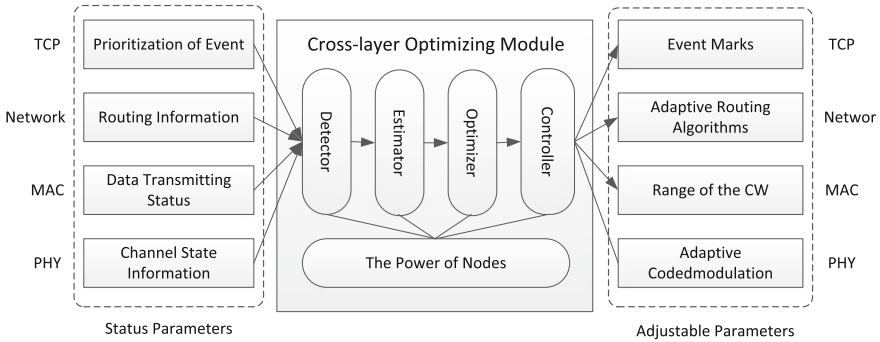 TCP
Prioritization of Event
Network
Routing Information
MAC
Data Transmitting
Status
PHY
Channel State
Information
Status Parameters
Cross-layer Optimizing Module
Detector
Estimator
Optimizer
Controller
The Power of Nodes
Event Marks
TCP
Adaptive Routing
Algorithms
Networ
Range of the CW
MAC
Adaptive
Codedmodulation
PHY
Adjustable Parameters